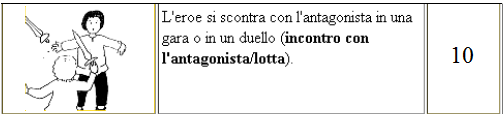 L'eroe si scontra con l'antagonista in una
gara o in un duello (incontro con
l'antagonista/lotta).
10